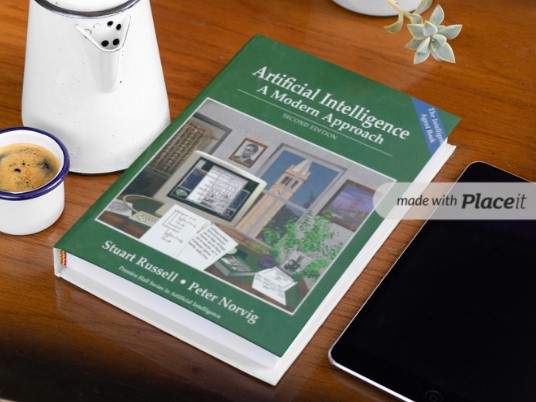 Artificial Intelligence
A Modern Approach
SECOND EDITION
The Intelligent
Agent Book
made with Placeit
Stuart Russell • Peter Norvig
Prentice Hall Series in Artificial Intelligence